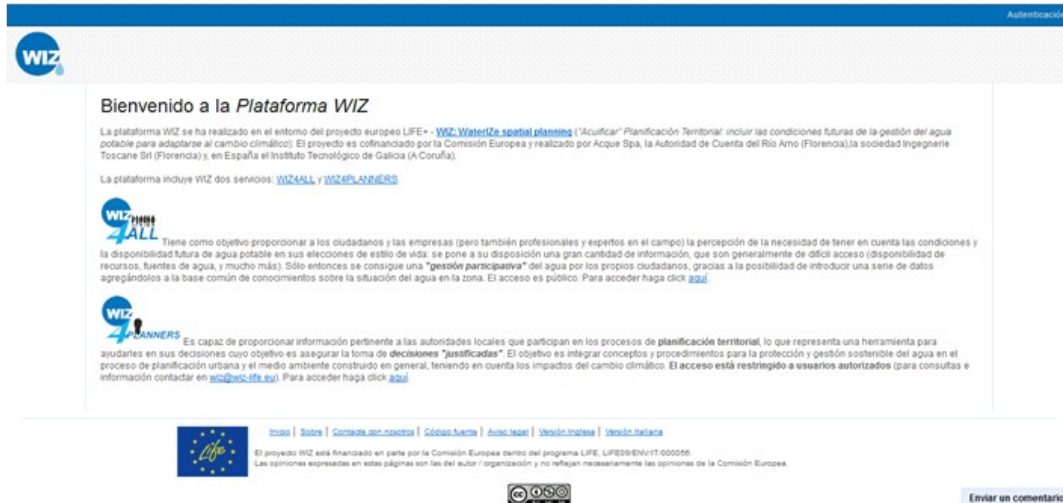 Autenticación
WIZ
Bienvenido a la Plataforma WIZ
La plataforma WIZ se ha realizado en el entorno del proyecto europeo LIFE+ - WIZ: WaterIZe spatial planning ("Acuificar" Planificación Territorial: incluir las condiciones futuras de la gestión del agua
potable para adaptarse al cambio climático). El proyecto es cofinanciado por la Comisión Europea y realizado por Acque Spa, la Autoridad de Cuenta del Río Arno (Florencia),la sociedad Ingegnerie
Toscane Srl (Florencia) y, en España el Instituto Tecnológico de Galicia (A Coruña).
La plataforma incluye WIZ dos servicios: WIZ4ALL y WIZ4PLANNERS.
WIZ
4ALL Tiene como objetivo proporcionar a los ciudadanos y las empresas (pero también profesionales y expertos en el campo) la percepción de la necesidad de tener en cuenta las condiciones y
la disponibilidad futura de agua potable en sus elecciones de estilo de vida: se pone a su disposición una gran cantidad de información, que son generalmente de difícil acceso (disponibilidad de
recursos, fuentes de agua, y mucho más). Sólo entonces se consigue una "gestión participativa" del agua por los propios ciudadanos, gracias a la posibilidad de introducir una serie de datos
agregándolos a la base común de conocimientos sobre la situación del agua en la zona. El acceso es público. Para acceder haga click aquí.
WIZ
4PLANNERS Es capaz de proporcionar información pertinente a las autoridades locales que participan en los procesos de planificación territorial, lo que representa una herramienta para
ayudarles en sus decisiones cuyo objetivo es asegurar la toma de decisiones "justificadas". El objetivo es integrar conceptos y procedimientos para la protección y gestión sostenible del agua en el
proceso de planificación urbana y el medio ambiente construido en general, teniendo en cuenta los impactos del cambio climático. El acceso está restringido a usuarios autorizados (para consultas e
información contactar en wiz@wiz-life.eu). Para acceder haga click aquí.
Life
Inicio | Sobre | Contacta con nosotros | Código fuente | Aviso legal | Versión Inglesa | Versión Italiana
El proyecto WIZ está financiado en parte por la Comisión Europea dentro del programa LIFE, LIFE09/ENV/IT/000056.
Las opiniones expresadas en estas páginas son las del autor / organización y no reflejan necesariamente las opiniones de la Comisión Europea.
cc
Enviar un comentario